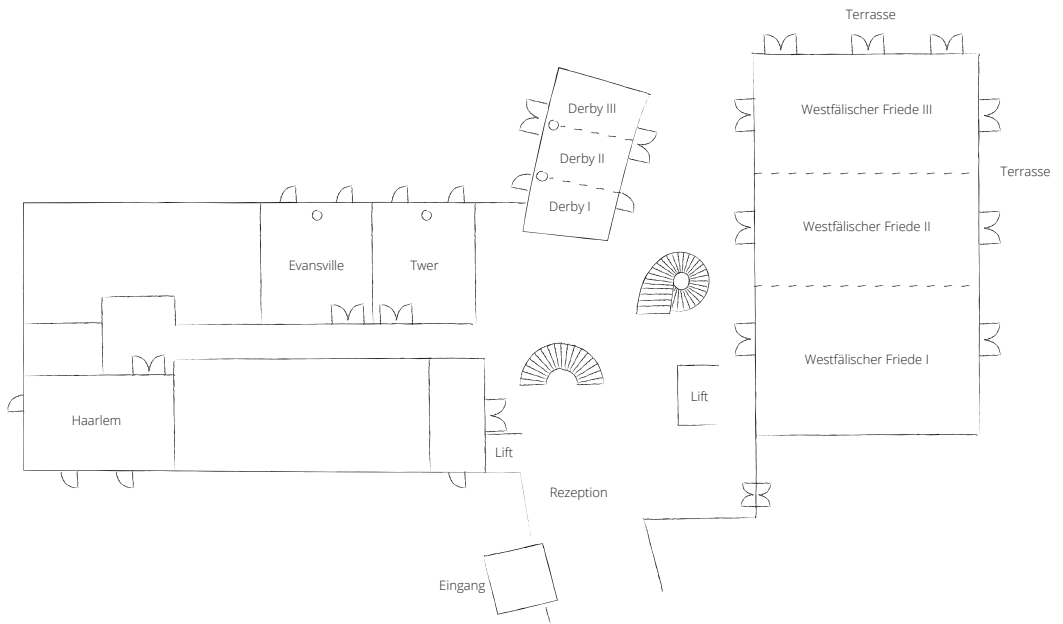 Terrasse
Derby III
Westfälischer Friede III
Derby II
Terrasse
Derby I
Westfälischer Friede II
Evansville
Twer
Westfälischer Friede I
Lift
Haarlem
Lift
Rezeption
Eingang